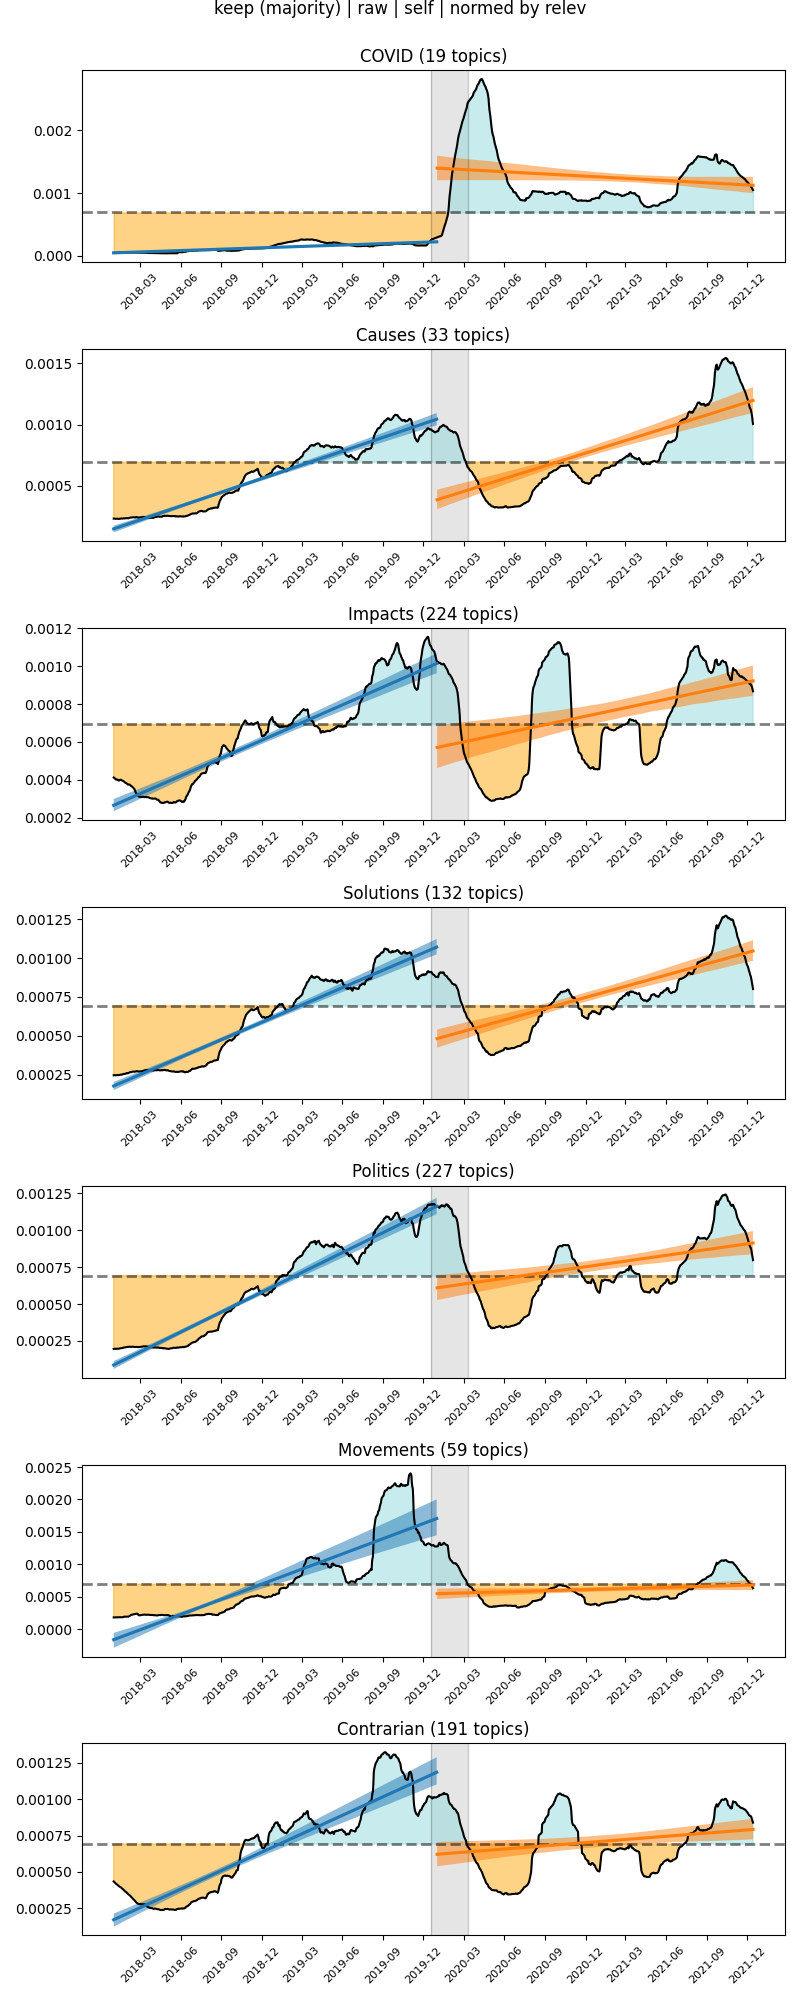 keep (majority) | raw | self | normed by relev
COVID (19 topics)
0.002
0.001
0.000
2018-03 2018-06 2018-09 2018-12 2019-03 2019-06 2019-09 2019-12 2020-03 2020-06 2020-09 2020-12 2021-03 2021-06 2021-09 2021-12
Causes (33 topics)
0.0015
0.0010
0.0005
2018-03 2018-06 2018-09 2018-12 2019-03 2019-06 2019-09 2019-12 2020-03 2020-06 2020-09 2020-12 2021-03 2021-06 2021-09 2021-12
Impacts (224 topics)
0.0012
0.0010
0.0008
0.0006
0.0004
0.0002
2018-03 2018-06 2018-09 2018-12 2019-03 2019-06 2019-09 2019-12 2020-03 2020-06 2020-09 2020-12 2021-03 2021-06 2021-09 2021-12
Solutions (132 topics)
0.00125
0.00100
0.00075
0.00050
0.00025
2018-03 2018-06 2018-09 2018-12 2019-03 2019-06 2019-09 2019-12 2020-03 2020-06 2020-09 2020-12 2021-03 2021-06 2021-09 2021-12
Politics (227 topics)
0.00125
0.00100
0.00075
0.00050
0.00025
2018-03 2018-06 2018-09 2018-12 2019-03 2019-06 2019-09 2019-12 2020-03 2020-06 2020-09 2020-12 2021-03 2021-06 2021-09 2021-12
Movements (59 topics)
0.0025
0.0020
0.0015
0.0010
0.0005
0.0000
2018-03 2018-06 2018-09 2018-12 2019-03 2019-06 2019-09 2019-12 2020-03 2020-06 2020-09 2020-12 2021-03 2021-06 2021-09 2021-12
Contrarian (191 topics)
0.00125
0.00100
0.00075
0.00050
0.00025
2018-03 2018-06 2018-09 2018-12 2019-03 2019-06 2019-09 2019-12 2020-03 2020-06 2020-09 2020-12 2021-03 2021-06 2021-09 2021-12